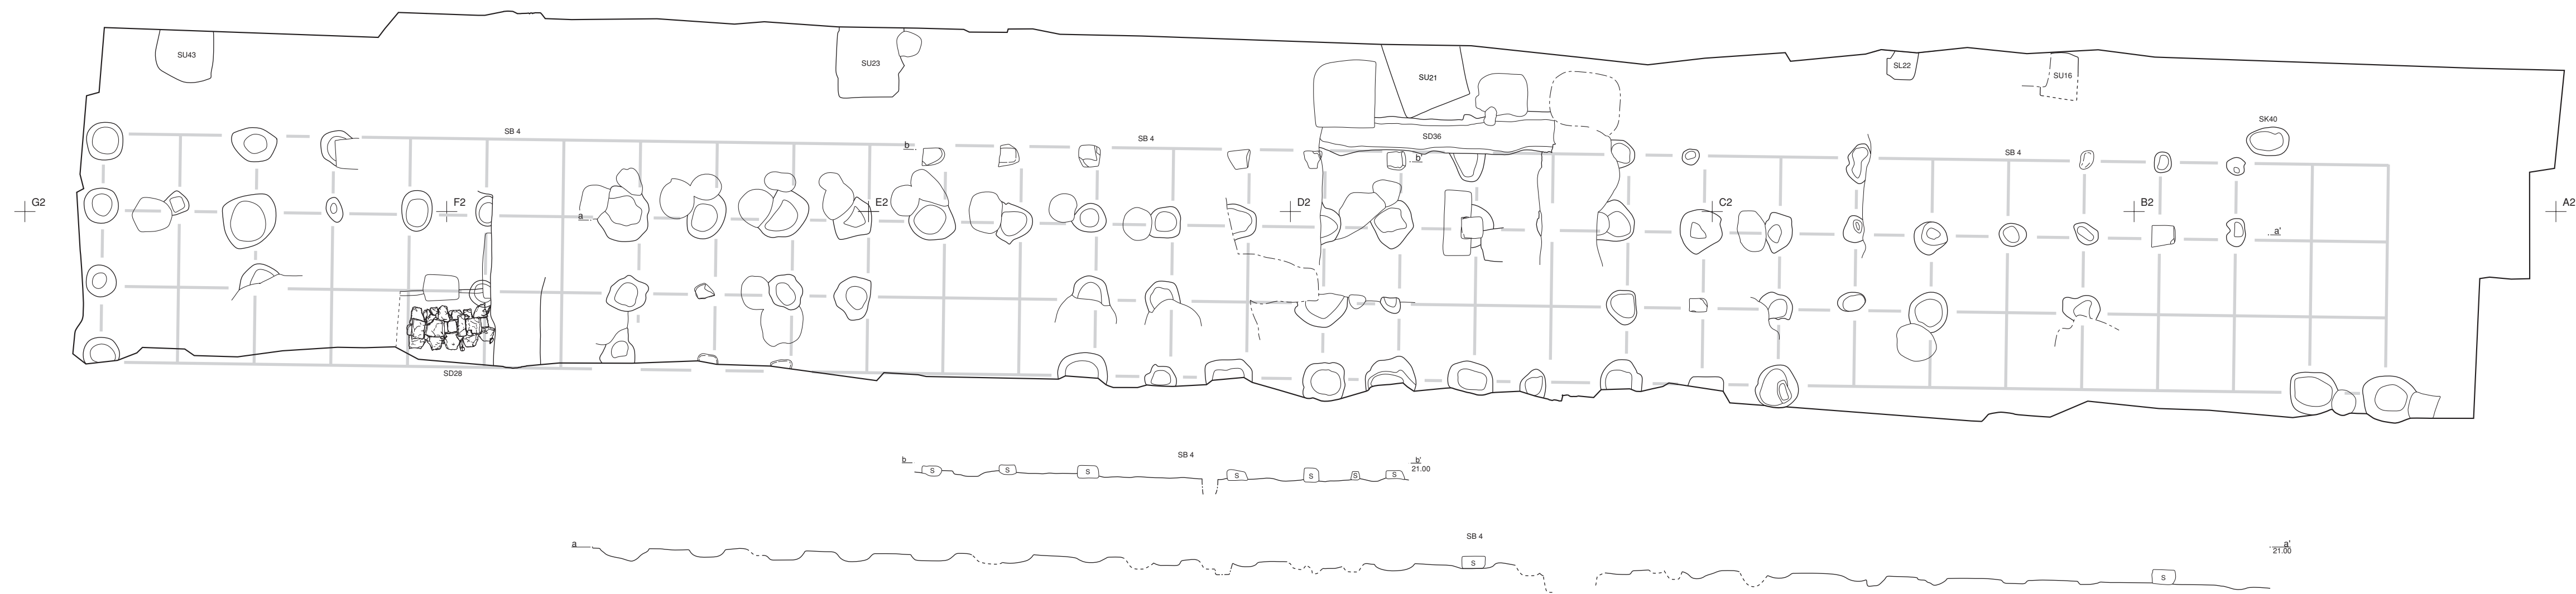 SU43
SU23
SU21
SL22
SU16
SK40
SB 4
SB 4
SD36
SB 4
b
b'
G2
F2
a
E2
D2
C2
B2
a'
A2
SD28
SB 4
b
b'
21.00
S
S
S
S
S
S
S
SB 4
a
a'
21.00
S
S